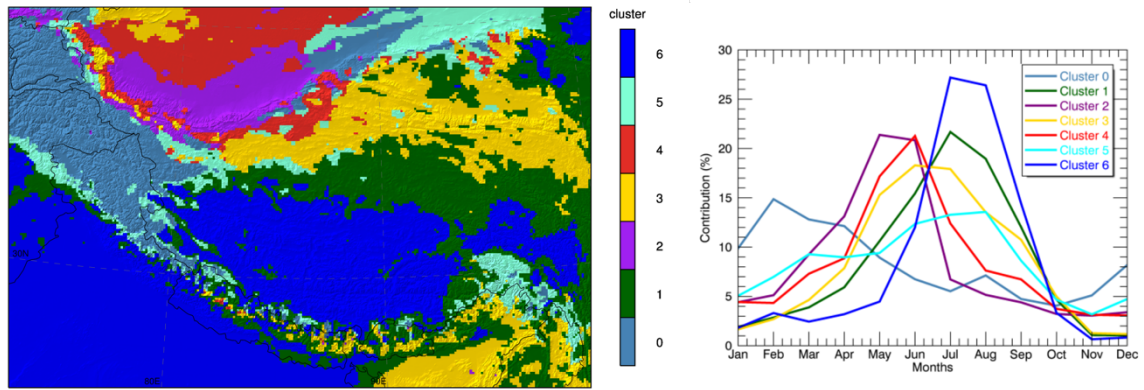 cluster
6
5
4
3
2
1
0
80E
30
25
20
15
10
5
0
Contribution (%)
Cluster 0
Cluster 1
Cluster 2
Cluster 3
Cluster 4
Cluster 5
Cluster 6
Jan Feb Mar Apr May Jun Jul Aug Sep Oct Nov Dec
Months